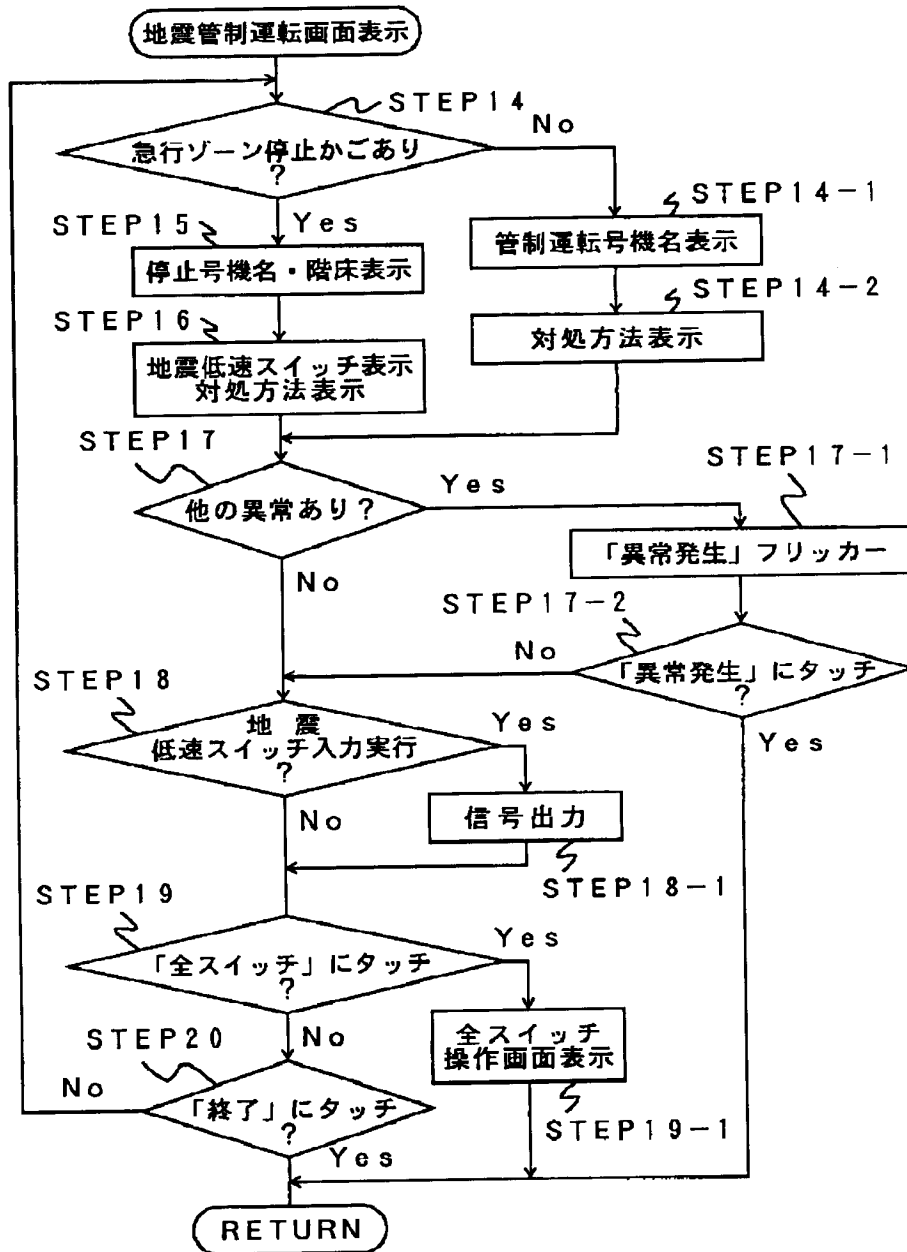 地震管制運転画面表示
STEP14
急行ゾーン停止かごあり
?
No
Yes
STEP14-1
管制運転号機名表示
STEP15
停止号機名・階床表示
STEP14-2
対処方法表示
STEP16
地震低速スイッチ表示
対処方法表示
STEP17
他の異常あり?
Yes
No
STEP17-1
「異常発生」フリッカー
STEP17-2
「異常発生」にタッチ
?
No
Yes
STEP18
地 震
低速スイッチ入力実行
?
Yes
No
信号出力
STEP18-1
STEP19
「全スイッチ」にタッチ
?
Yes
No
全スイッチ
操作画面表示
STEP19-1
STEP20
「終了」にタッチ
?
No
Yes
RETURN